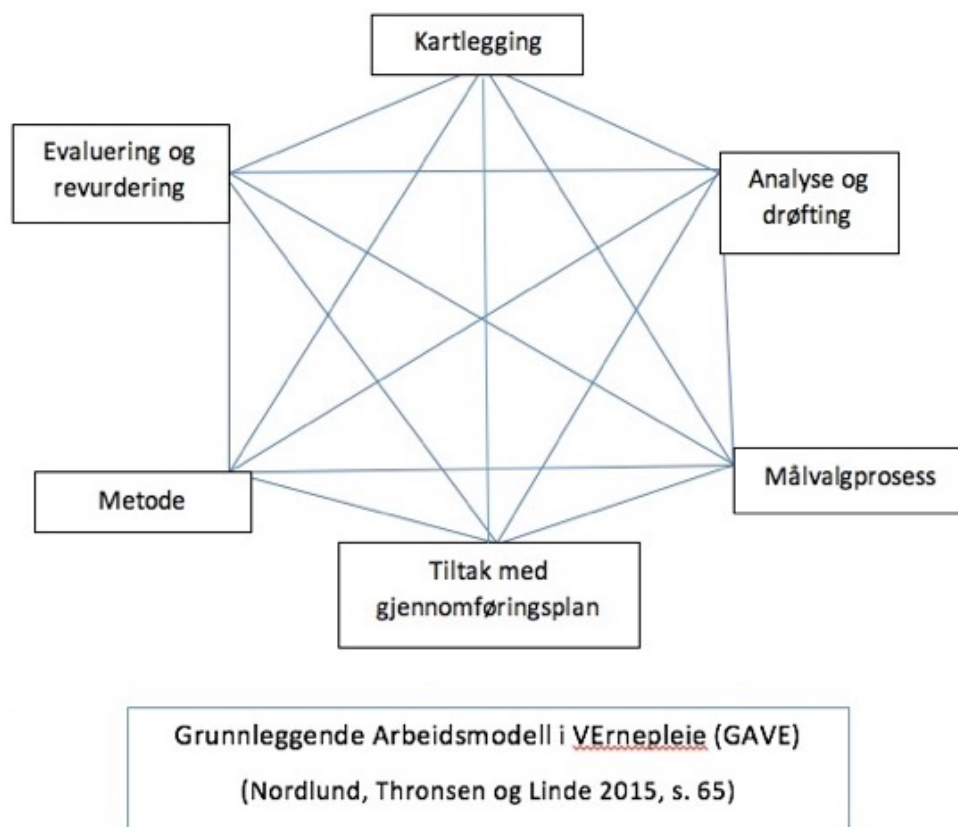 Kartlegging
Evaluering og
revurdering
Analyse og
drøfting
Metode
Målvalgprosess
Tiltak med
gjennomføringsplan
Grunnleggende Arbeidsmodell i VErnepleie (GAVE)
(Nordlund, Thronsen og Linde 2015, s. 65)